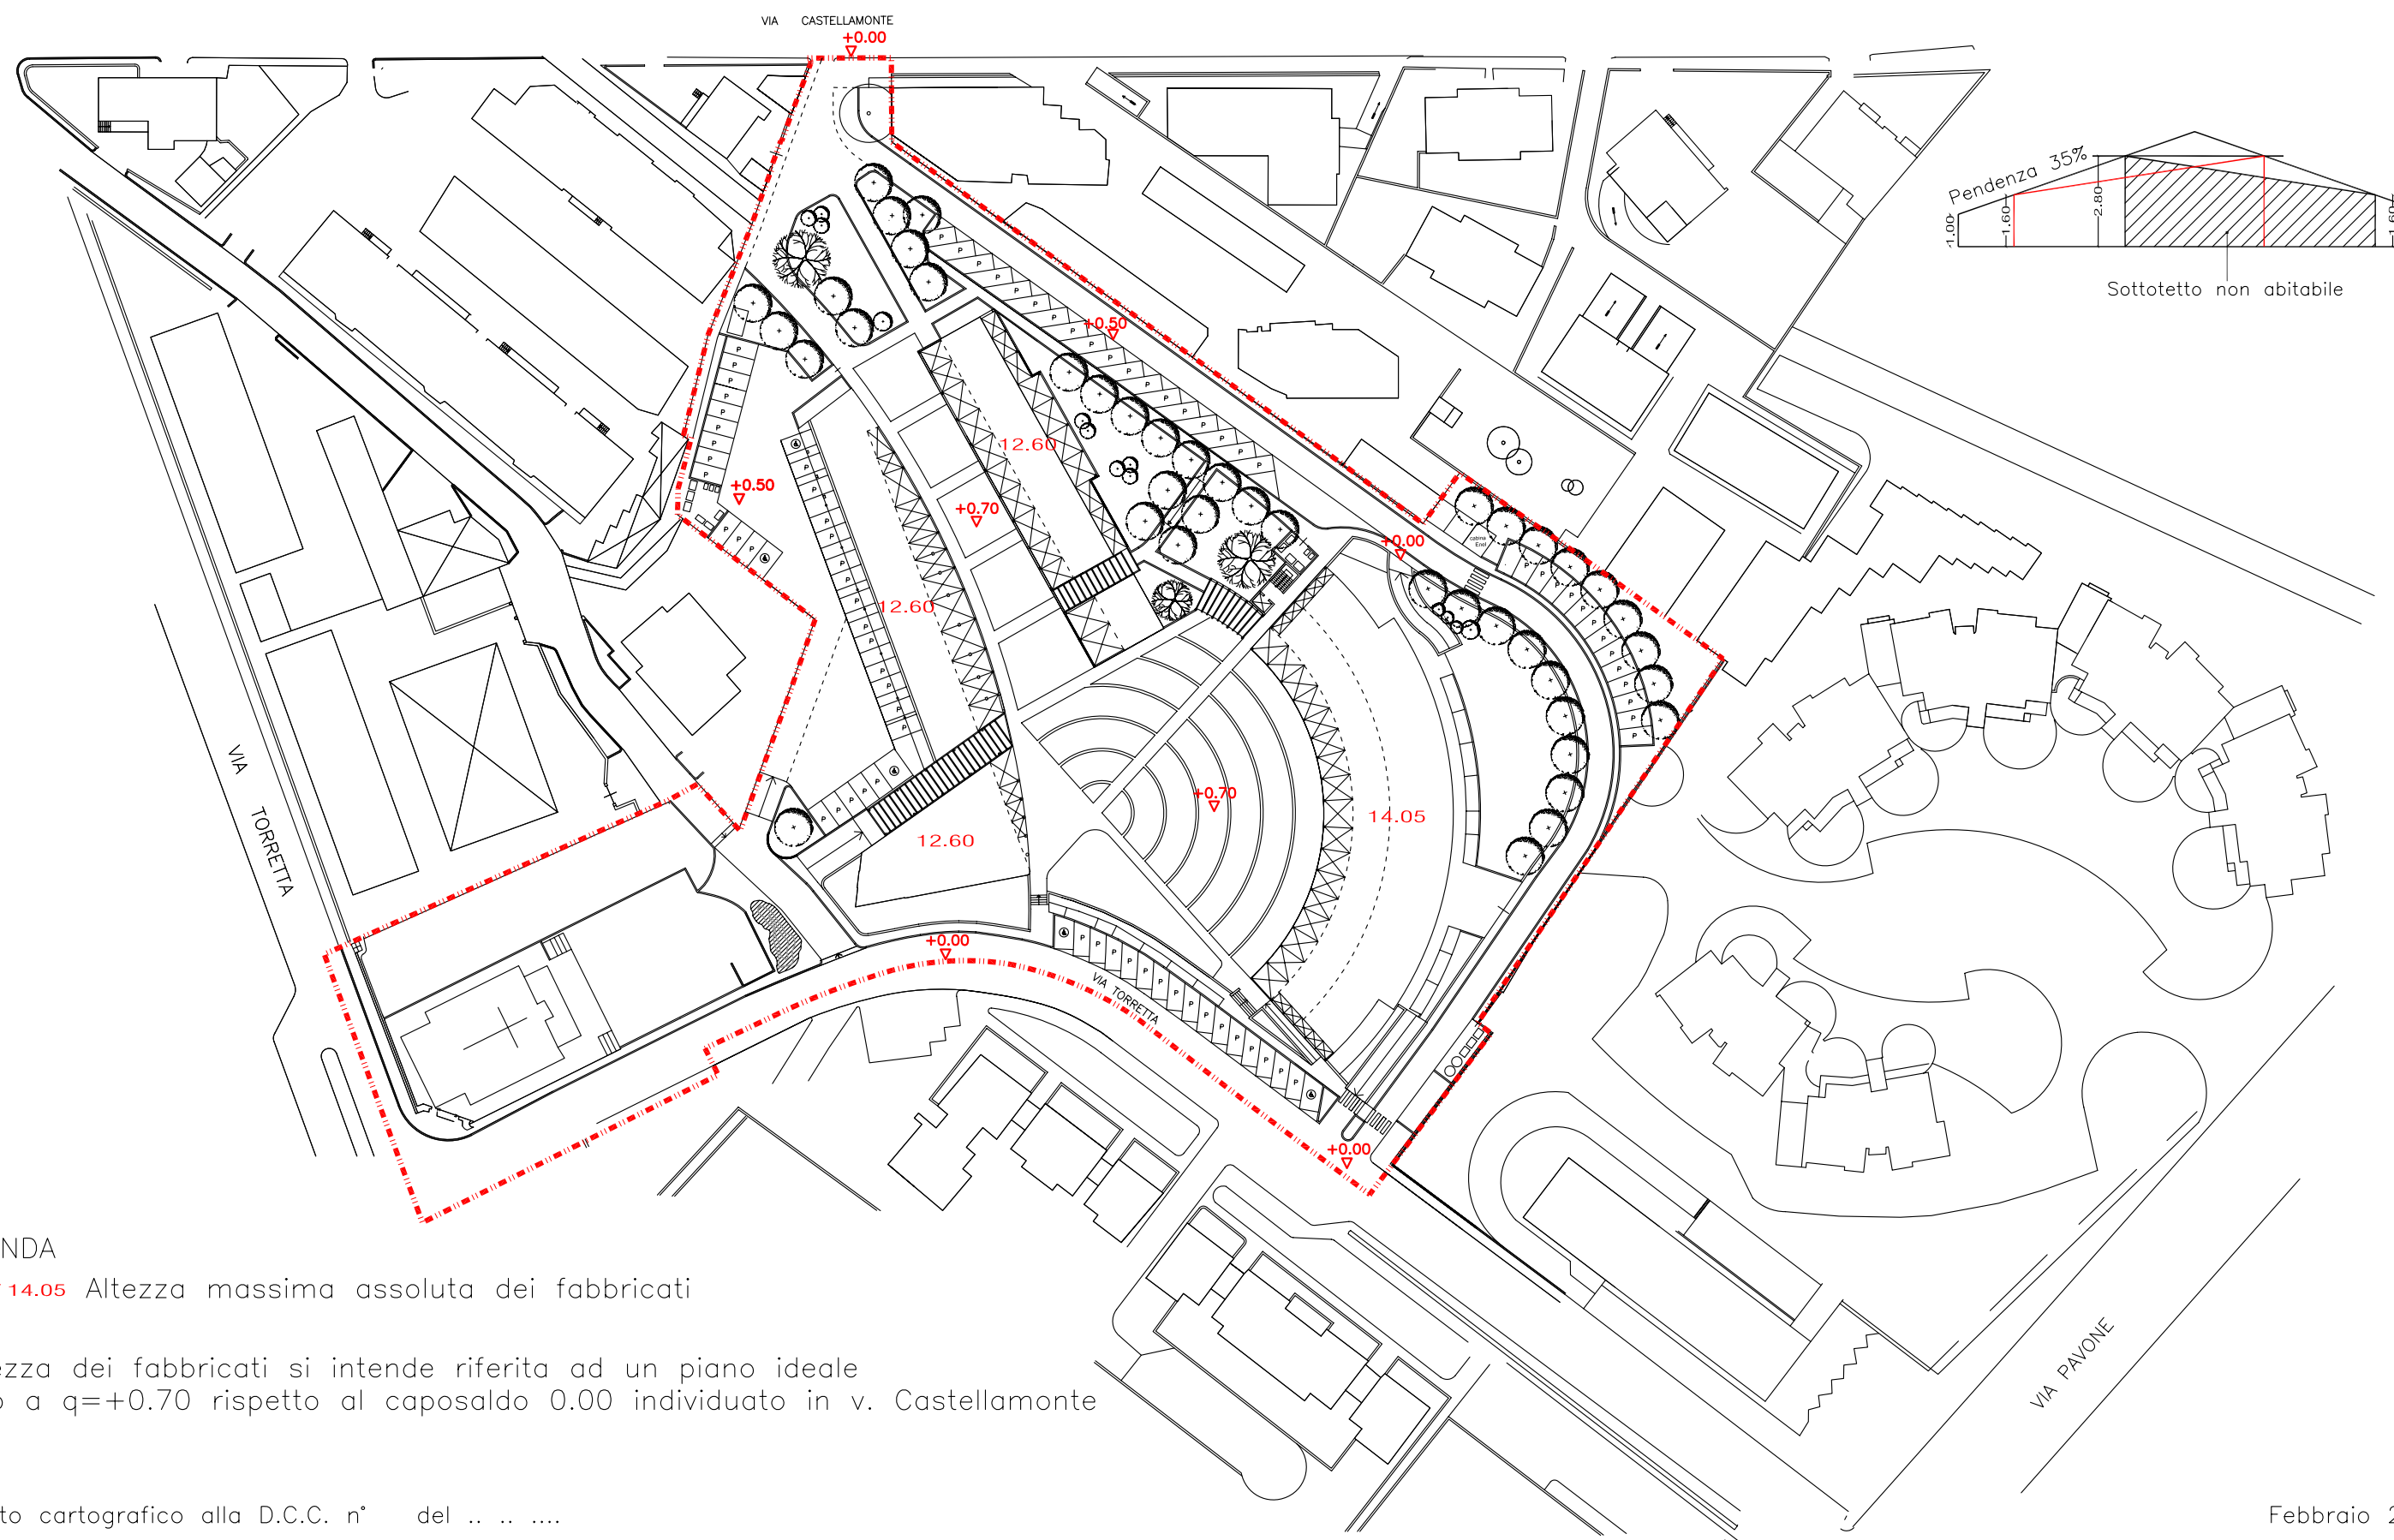 VIA CASTELLAMONTE
+0.00
Pendenza 35%
1.00
1.60
2.80
1.60
Sottotetto non abitabile
+0.50
12.60
+0.50
+0.70
+0.00
cabina
Enel
12.60
VIA TORRETTA
+0.70
14.05
12.60
+0.00
VIA TORRETTA
+0.00
NDA
14.05 Altezza massima assoluta dei fabbricati
ezza dei fabbricati si intende riferita ad un piano ideale
o a q=+0.70 rispetto al caposaldo 0.00 individuato in v. Castellamonte
VIA PAVONE
to cartografico alla D.C.C. n° del .. .. ....
Febbraio 2